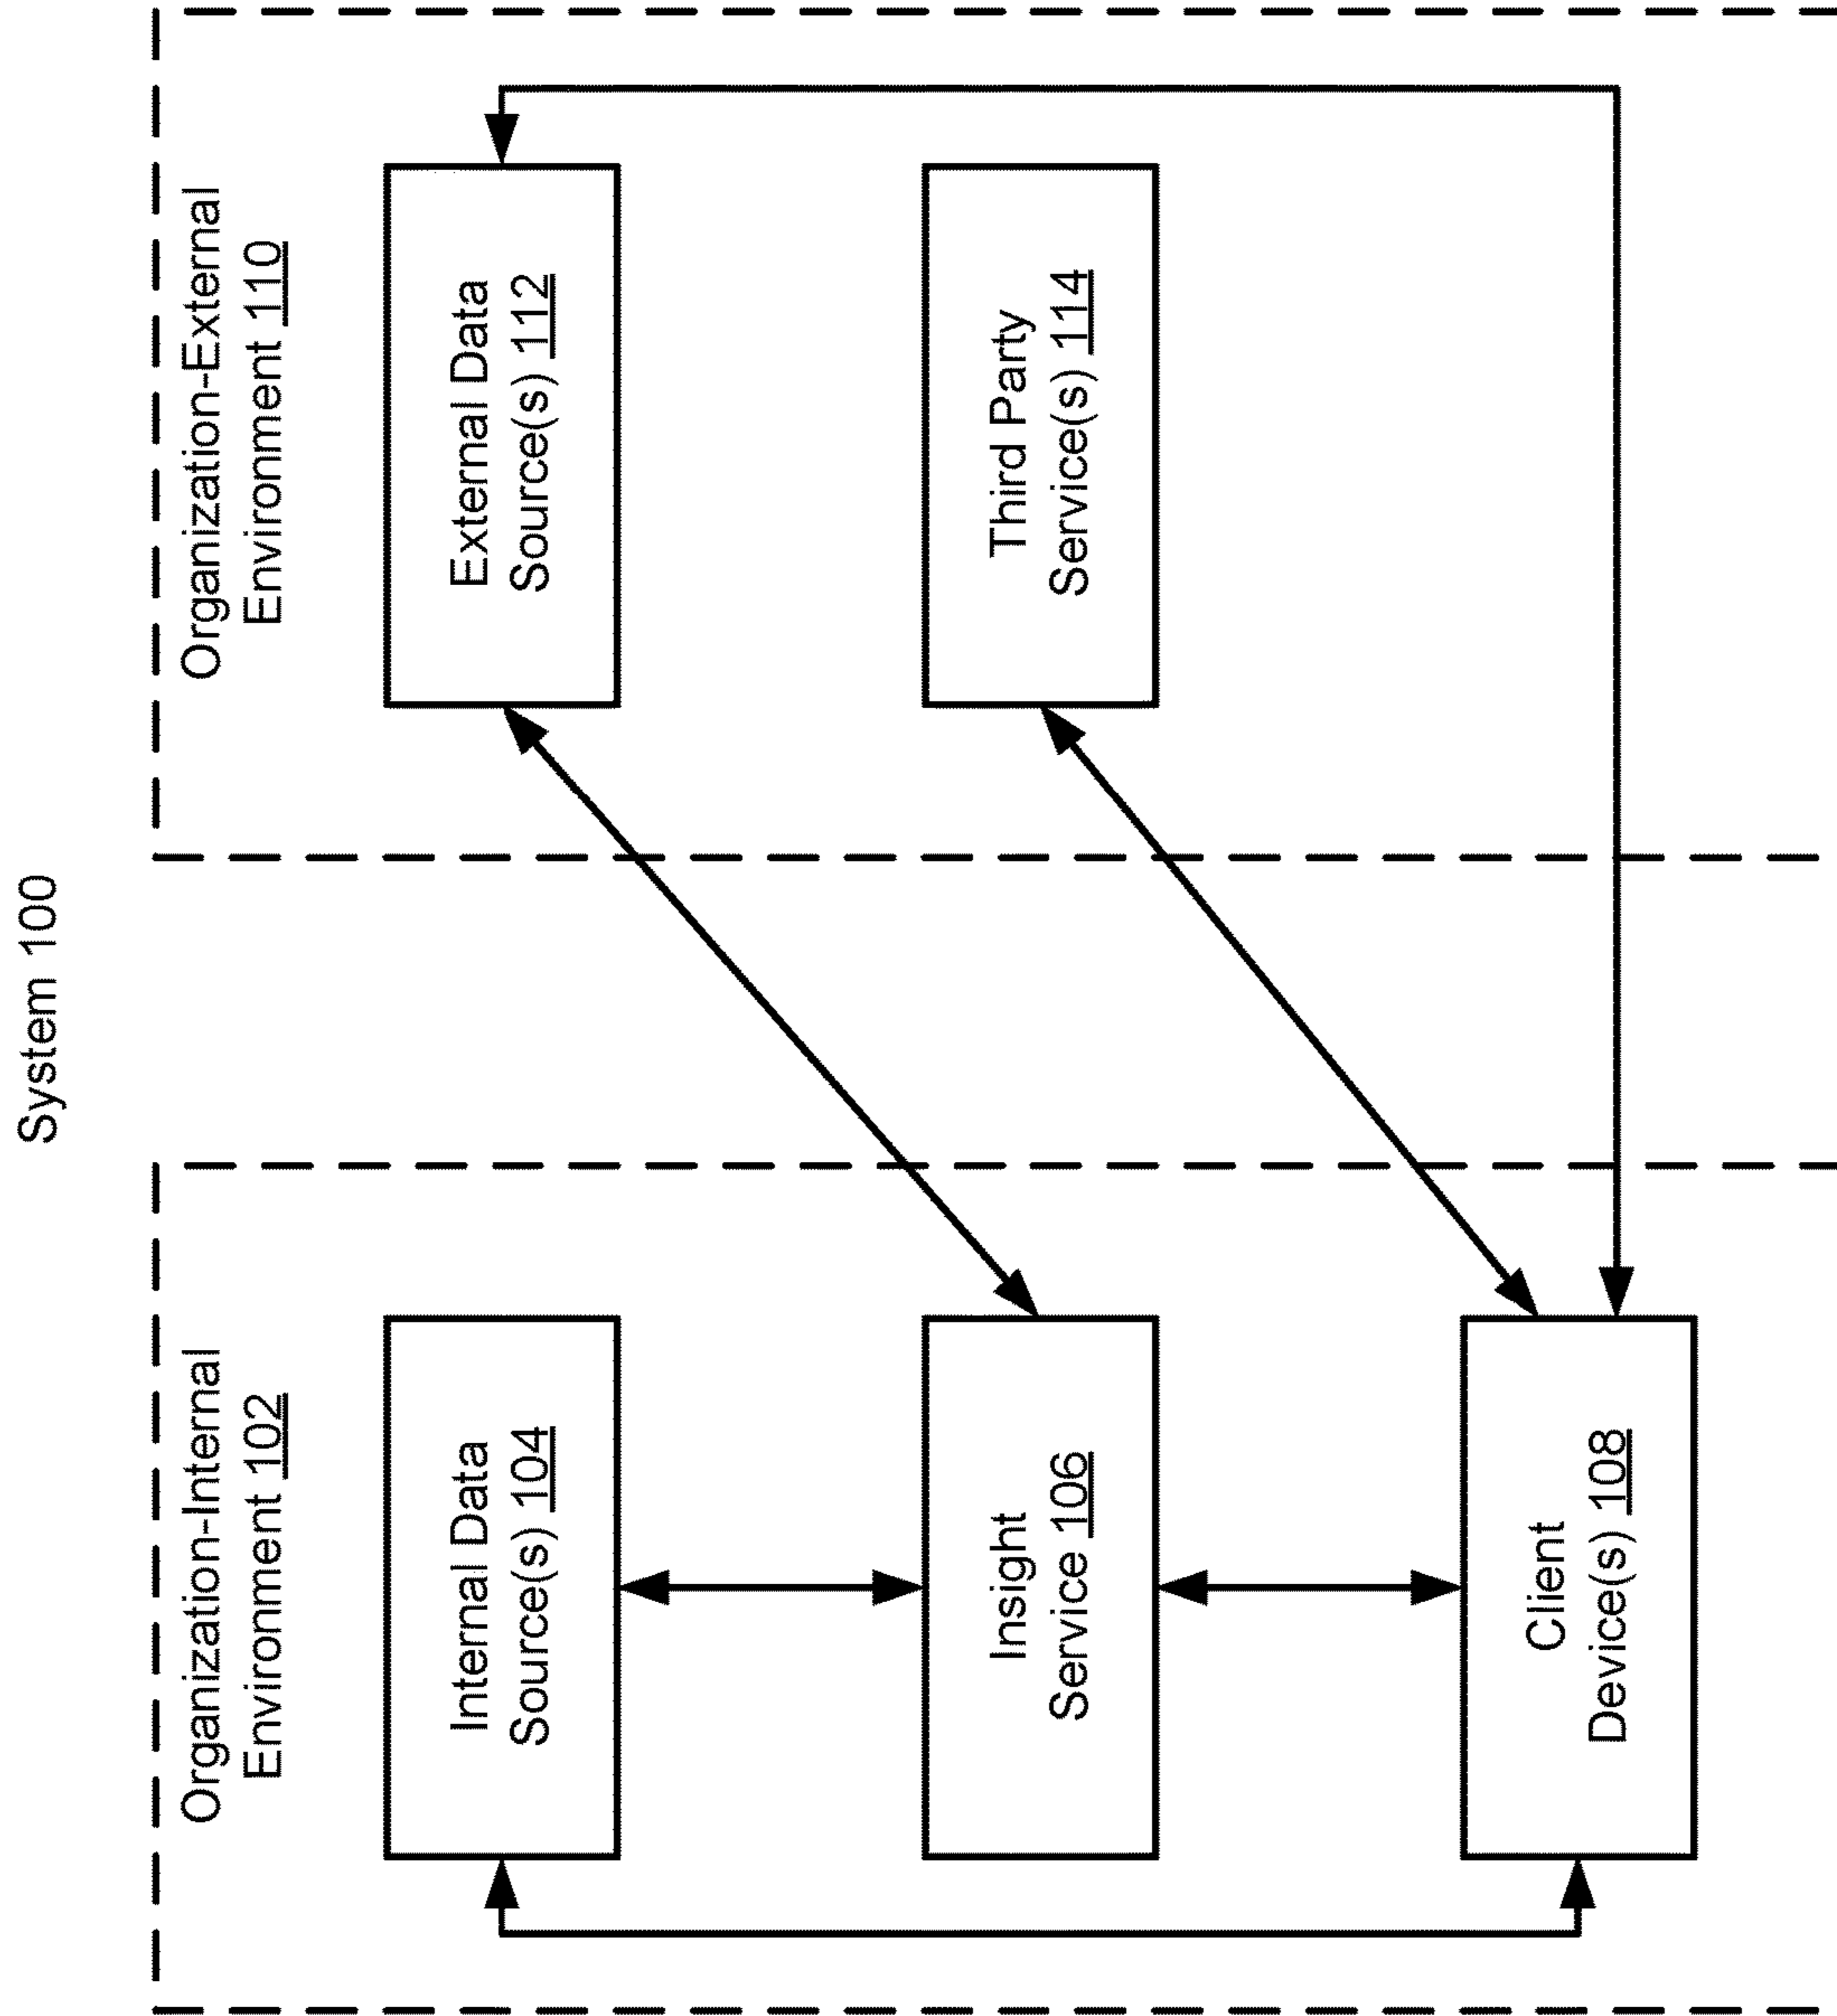 System 100
Organization-Internal
Environment 102
Internal Data
Source(s) 104
Insight
Service 106
Client
Device(s) 108
Organization-External
Environment 110
External Data
Source(s) 112
Third Party
Service(s) 114